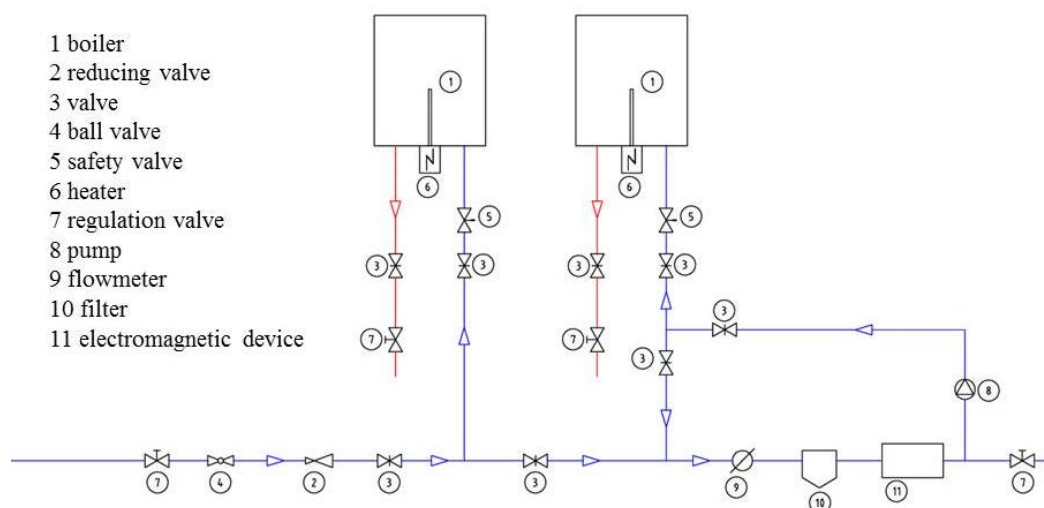 1 boiler
2 reducing valve
3 valve
4 ball valve
5 safety valve
6 heater
7 regulation valve
8 pump
9 flowmeter
10 filter
11 electromagnetic device
1
1
6
6
5
5
3
3
3
3
3
7
7
3
8
7
4
2
3
3
9
10
11
7